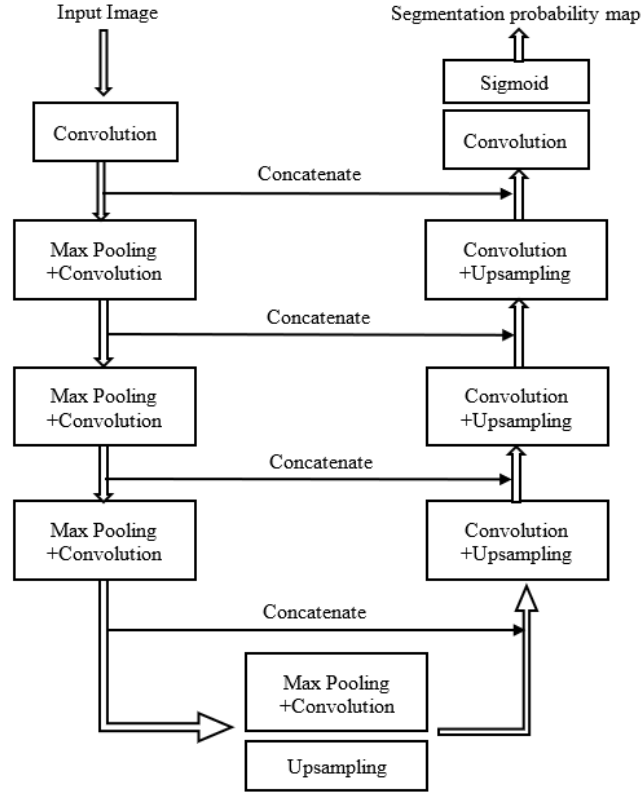 Input Image
Segmentation probability map
Sigmoid
Convolution
Convolution
Concatenate
Max Pooling
+Convolution
Convolution
+Upsampling
Concatenate
Max Pooling
+Convolution
Convolution
+Upsampling
Concatenate
Max Pooling
+Convolution
Convolution
+Upsampling
Concatenate
Max Pooling
+Convolution
Upsampling